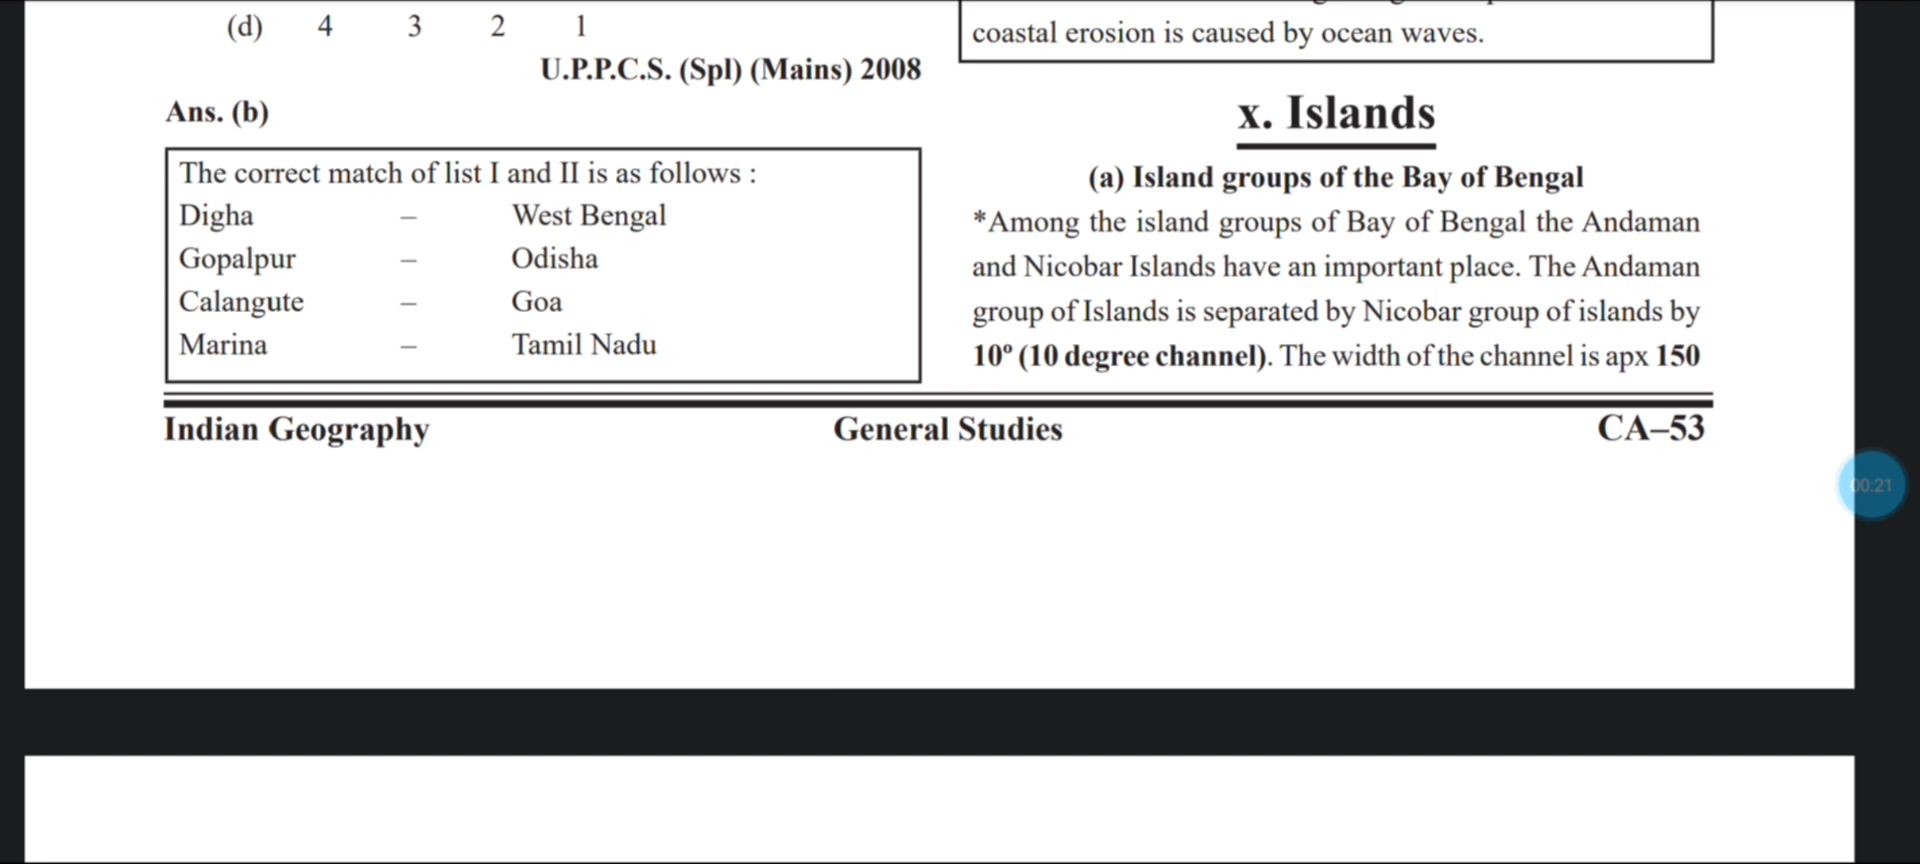 (d) 4 3 2 1
U.P.P.C.S. (Spl) (Mains) 2008
Ans. (b)
The correct match of list I and II is as follows :
Digha – West Bengal
Gopalpur – Odisha
Calangute – Goa
Marina – Tamil Nadu
coastal erosion is caused by ocean waves.
x. Islands
(a) Island groups of the Bay of Bengal
*Among the island groups of Bay of Bengal the Andaman
and Nicobar Islands have an important place. The Andaman
group of Islands is separated by Nicobar group of islands by
10º (10 degree channel). The width of the channel is apx 150
Indian Geography General Studies CA–53
00:21